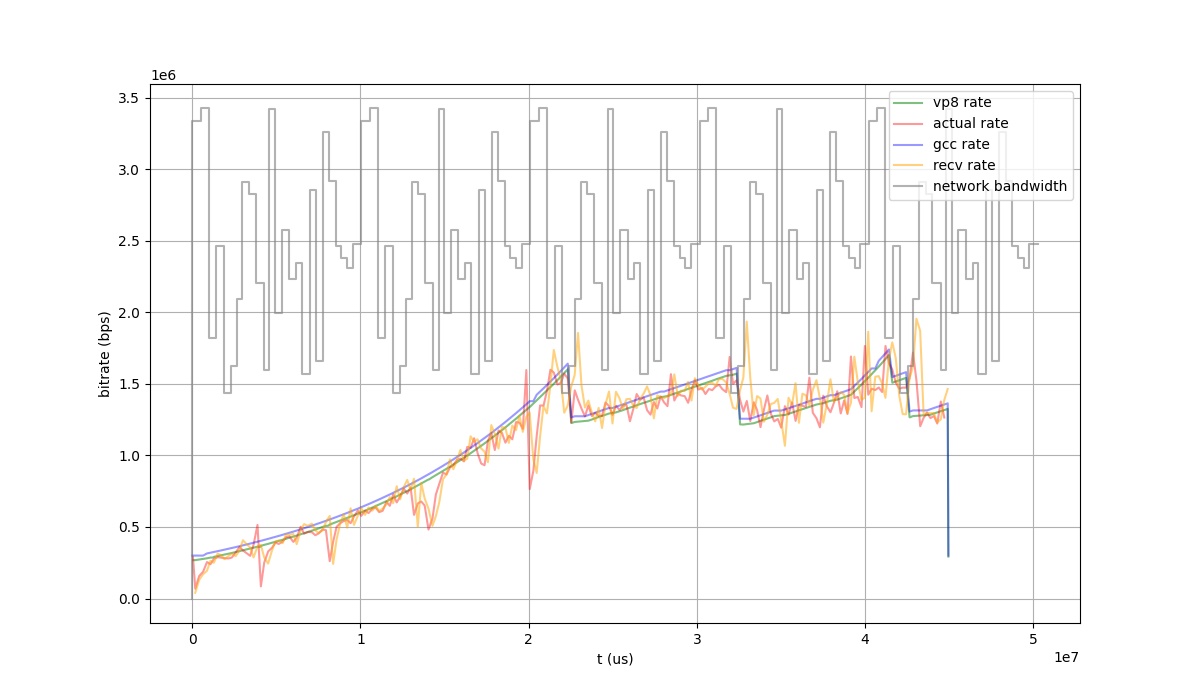 1e6
3.5
3.0
2.5
2.0
1.5
1.0
0.5
0.0
bitrate (bps)
vp8 rate
actual rate
gcc rate
recv rate
network bandwidth
0 1 2 3 4 5
t (us)
1e7